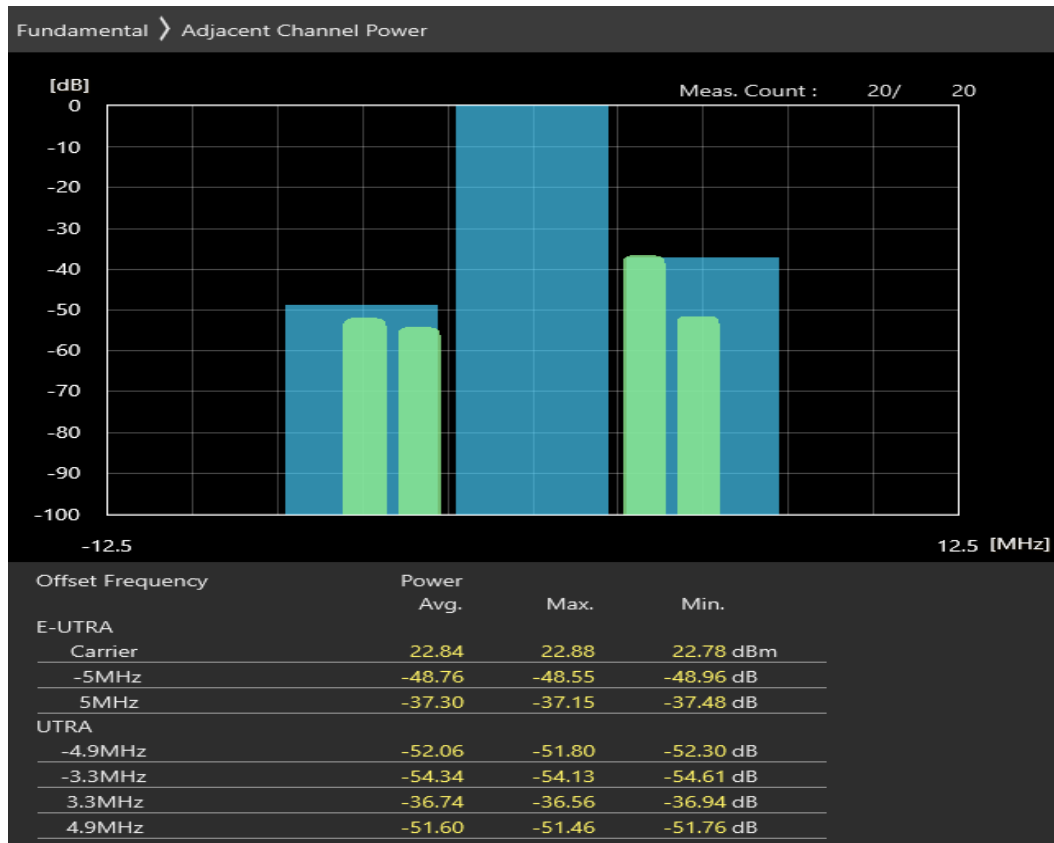 Fundamental 〉 Adjacent Channel Power
[dB]
Meas. Count : 20/ 20
0
-10
-20
-30
-40
-50
-60
-70
-80
-90
-100
-12.5 12.5 [MHz]
Offset Frequency Power
Avg. Max. Min.
E-UTRA
Carrier 22.84 22.88 22.78 dBm
-5MHz -48.76 -48.55 -48.96 dB
5MHz -37.30 -37.15 -37.48 dB
UTRA
-4.9MHz -52.06 -51.80 -52.30 dB
-3.3MHz -54.34 -54.13 -54.61 dB
3.3MHz -36.74 -36.56 -36.94 dB
4.9MHz -51.60 -51.46 -51.76 dB